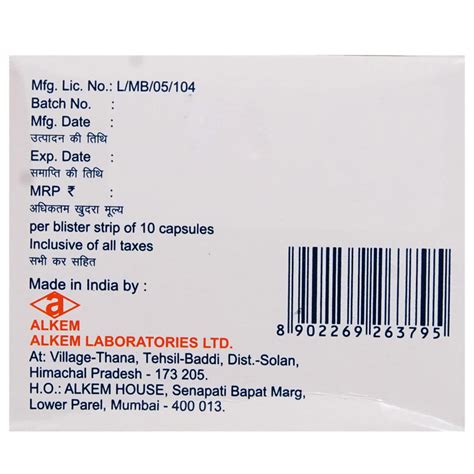 Mfg. Lic. No.: L/MB/05/104
Batch No. :
Mfg. Date :
उत्पादन की तिथि
Exp. Date :
समाप्ति की तिथि
MRP ₹ :
अधिकतम खुदरा मूल्य
per blister strip of 10 capsules
Inclusive of all taxes
सभी कर सहित
Made in India by :
a
ALKEM
ALKEM LABORATORIES LTD.
At: Village-Thana, Tehsil-Baddi, Dist.-Solan,
Himachal Pradesh - 173 205.
H.O.: ALKEM HOUSE, Senapati Bapat Marg,
Lower Parel, Mumbai - 400 013.
8 902269 263795